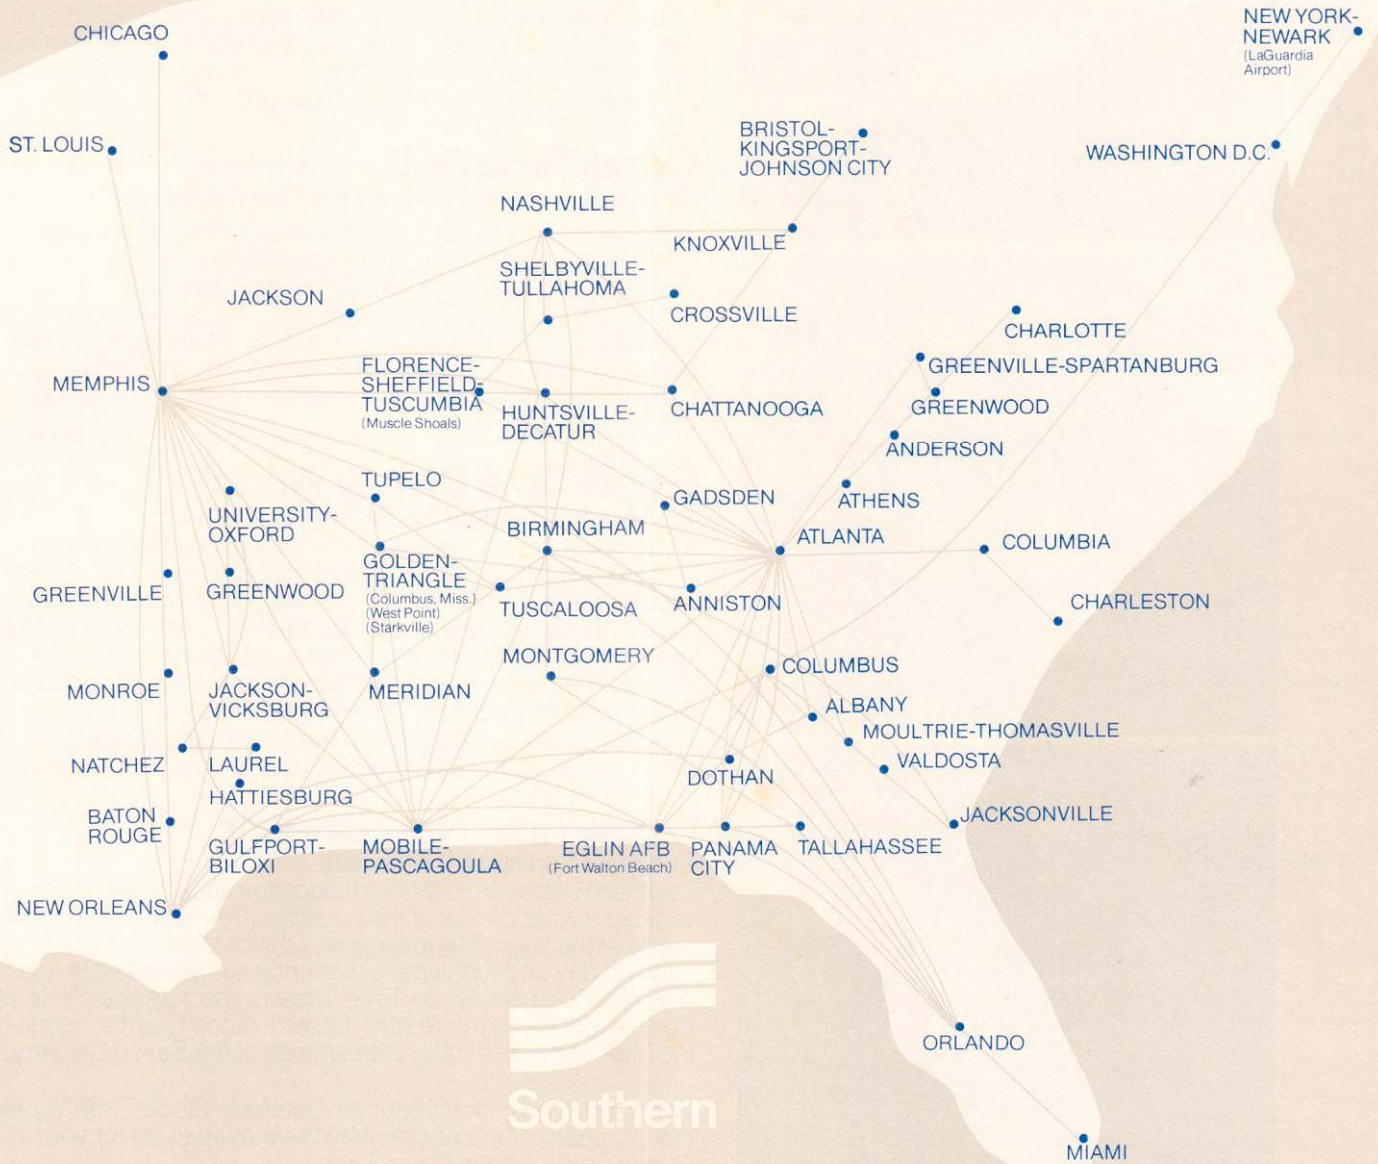 CHICAGO
NEW YORK-
NEWARK
(LaGuardia
Airport)
ST. LOUIS
BRISTOL-
KINGSPORT-
JOHNSON CITY
WASHINGTON D.C.
NASHVILLE
KNOXVILLE
SHELBYVILLE-
TULLAHOMA
JACKSON
CROSSVILLE
CHARLOTTE
MEMPHIS
FLORENCE-
SHEFFIELD-
TUSCUMBIA
(Muscle Shoals)
HUNTSVILLE-
DECATUR
CHATTANOOGA
GREENVILLE-SPARTANBURG
GREENWOOD
ANDERSON
TUPELO
GADSDEN
ATHENS
UNIVERSITY-
OXFORD
BIRMINGHAM
ATLANTA
COLUMBIA
GREENVILLE
GREENWOOD
GOLDEN-
TRIANGLE
(Columbus, Miss.)
(West Point)
(Starkville)
TUSCALOOSA
ANNISTON
CHARLESTON
MONROE
JACKSON-
VICKSBURG
MERIDIAN
MONTGOMERY
COLUMBUS
ALBANY
MOULTRIE-THOMASVILLE
VALDOSTA
NATCHEZ
LAUREL
HATTIESBURG
DOTHAN
BATON
ROUGE
GULFPORT-
BILOXI
MOBILE-
PASCAGOULA
EGLIN AFB
(Fort Walton Beach)
PANAMA
CITY
TALLAHASSEE
JACKSONVILLE
NEW ORLEANS
ORLANDO
Southern
MIAMI